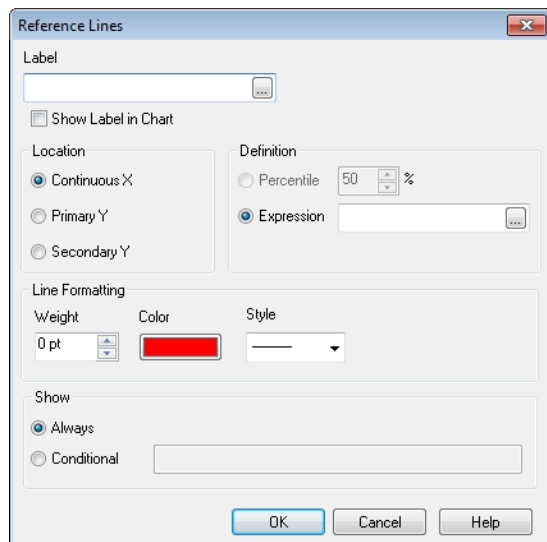 Reference Lines
Label
...
Show Label in Chart
Location
Continuous X
Primary Y
Secondary Y
Definition
Percentile 50 %
Expression ...
Line Formatting
Weight Color Style
0 pt
Show
Always
Conditional
OK Cancel Help